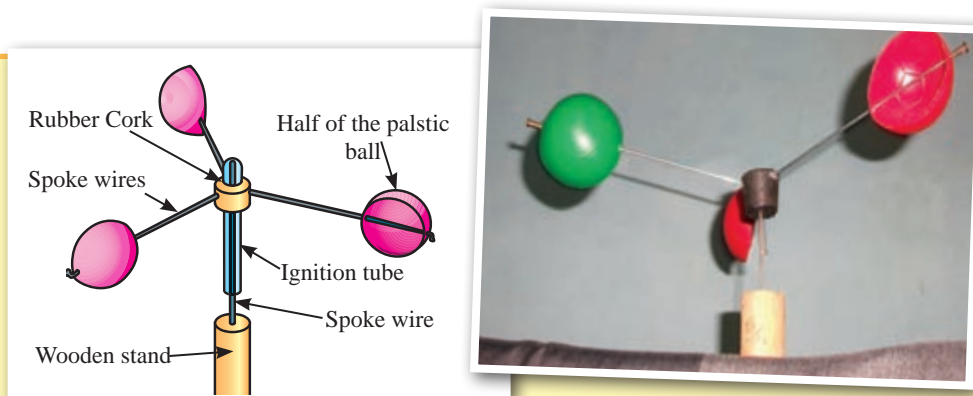 Rubber Cork
Half of the palstic
ball
Spoke wires
Ignition tube
Spoke wire
Wooden stand